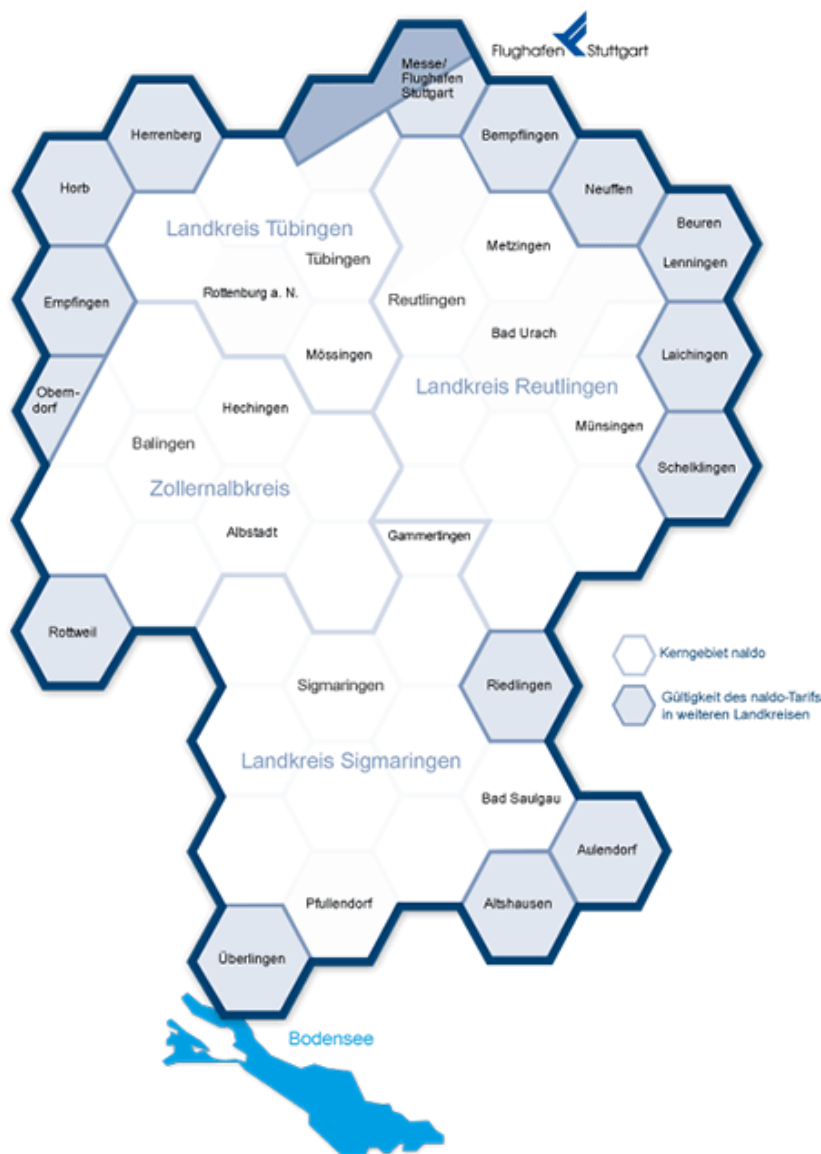 Flughafen Stuttgart
Messe/
Flughafen
Stuttgart
Herrenberg
Bempflingen
Horb
Neuffen
Beuren
Landkreis Tübingen
Metzingen
Tübingen
Lenningen
Rottenburg a. N.
Empfingen
Reutlingen
Bad Urach
Mössingen
Laichingen
Landkreis Reutlingen
Obern-
dorf
Hechingen
Münsingen
Balingen
Schelklingen
Zollernalbkreis
Albstadt
Gammertingen
Rottweil
Kerngebiet naldo
Sigmaringen
Riedlingen
Gültigkeit des naldo-Tarifs
in weiteren Landkreisen
Landkreis Sigmaringen
Bad Saulgau
Aulendorf
Pfullendorf
Altshausen
Überlingen
Bodensee